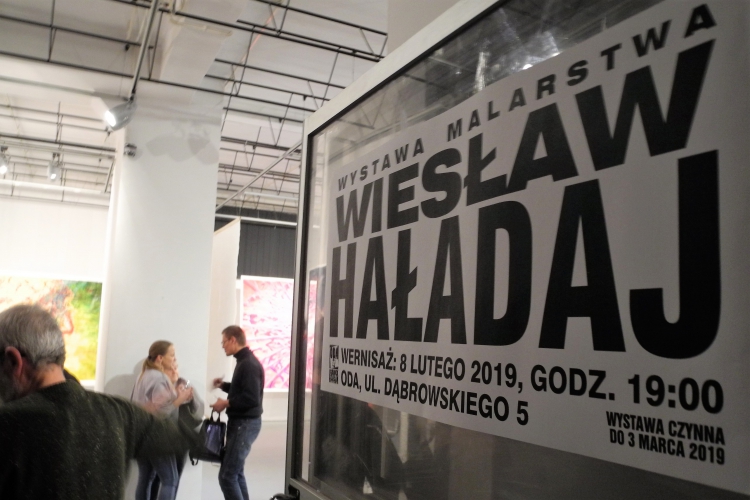 WYSTAWA MALARSTWA
WIESŁAW
HAŁADAJ
WERNISAŻ: 8 LUTEGO 2019, GODZ. 19:00
ODA, UL. DĄBROWSKIEGO 5
WYSTAWA CZYNNA
DO 3 MARCA 2019